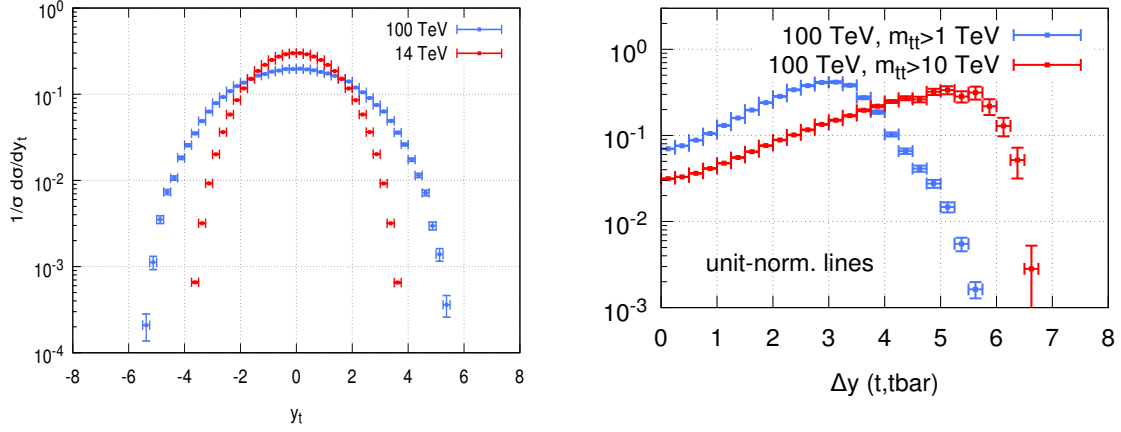 100 TeV
14 TeV
1/σ dσ/dy_t
10^0
10^-1
10^-2
10^-3
10^-4
-8 -6 -4 -2 0 2 4 6 8
y_t
100 TeV, m_tt>1 TeV
100 TeV, m_tt>10 TeV
10^0
10^-1
10^-2
10^-3
unit-norm. lines
0 1 2 3 4 5 6 7 8
Δy (t,tbar)